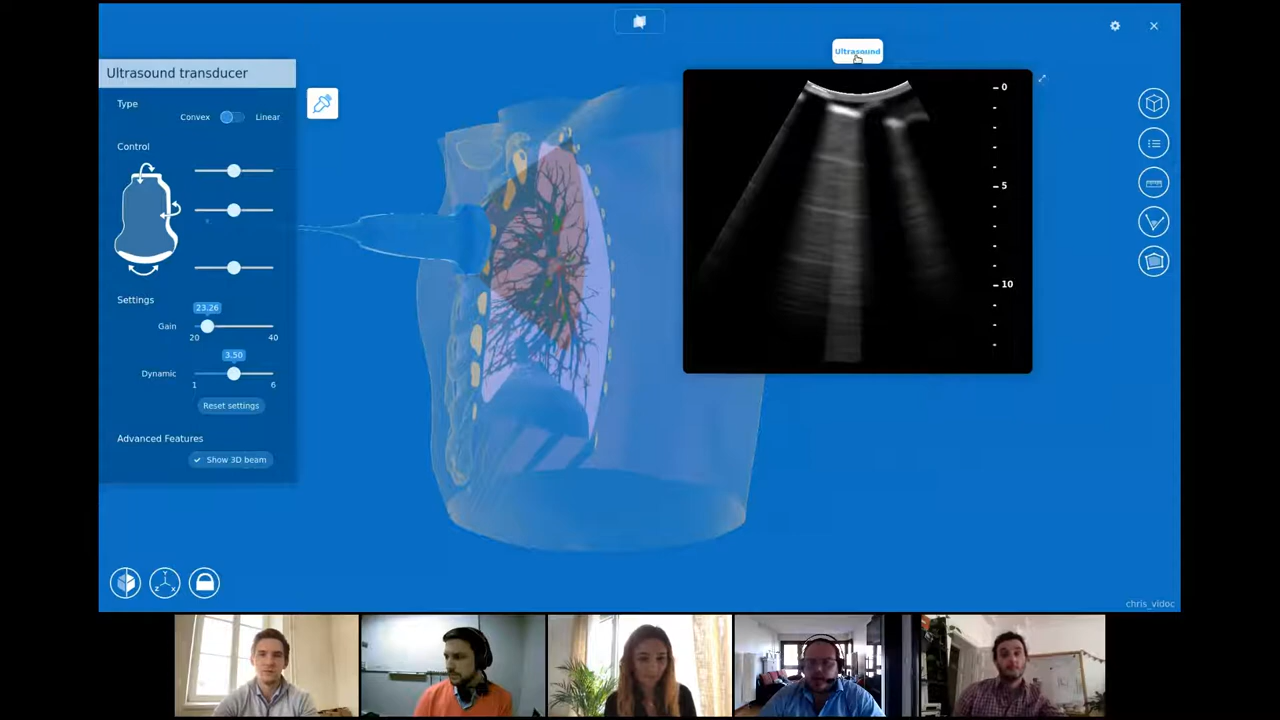 Ultrasound
Ultrasound transducer
Type
Convex Linear
Control
Settings
23.26
Gain
20 40
3.50
Dynamic
1 6
Reset settings
Advanced Features
Show 3D beam
0
5
10
Y
Z X
chris_vidoc